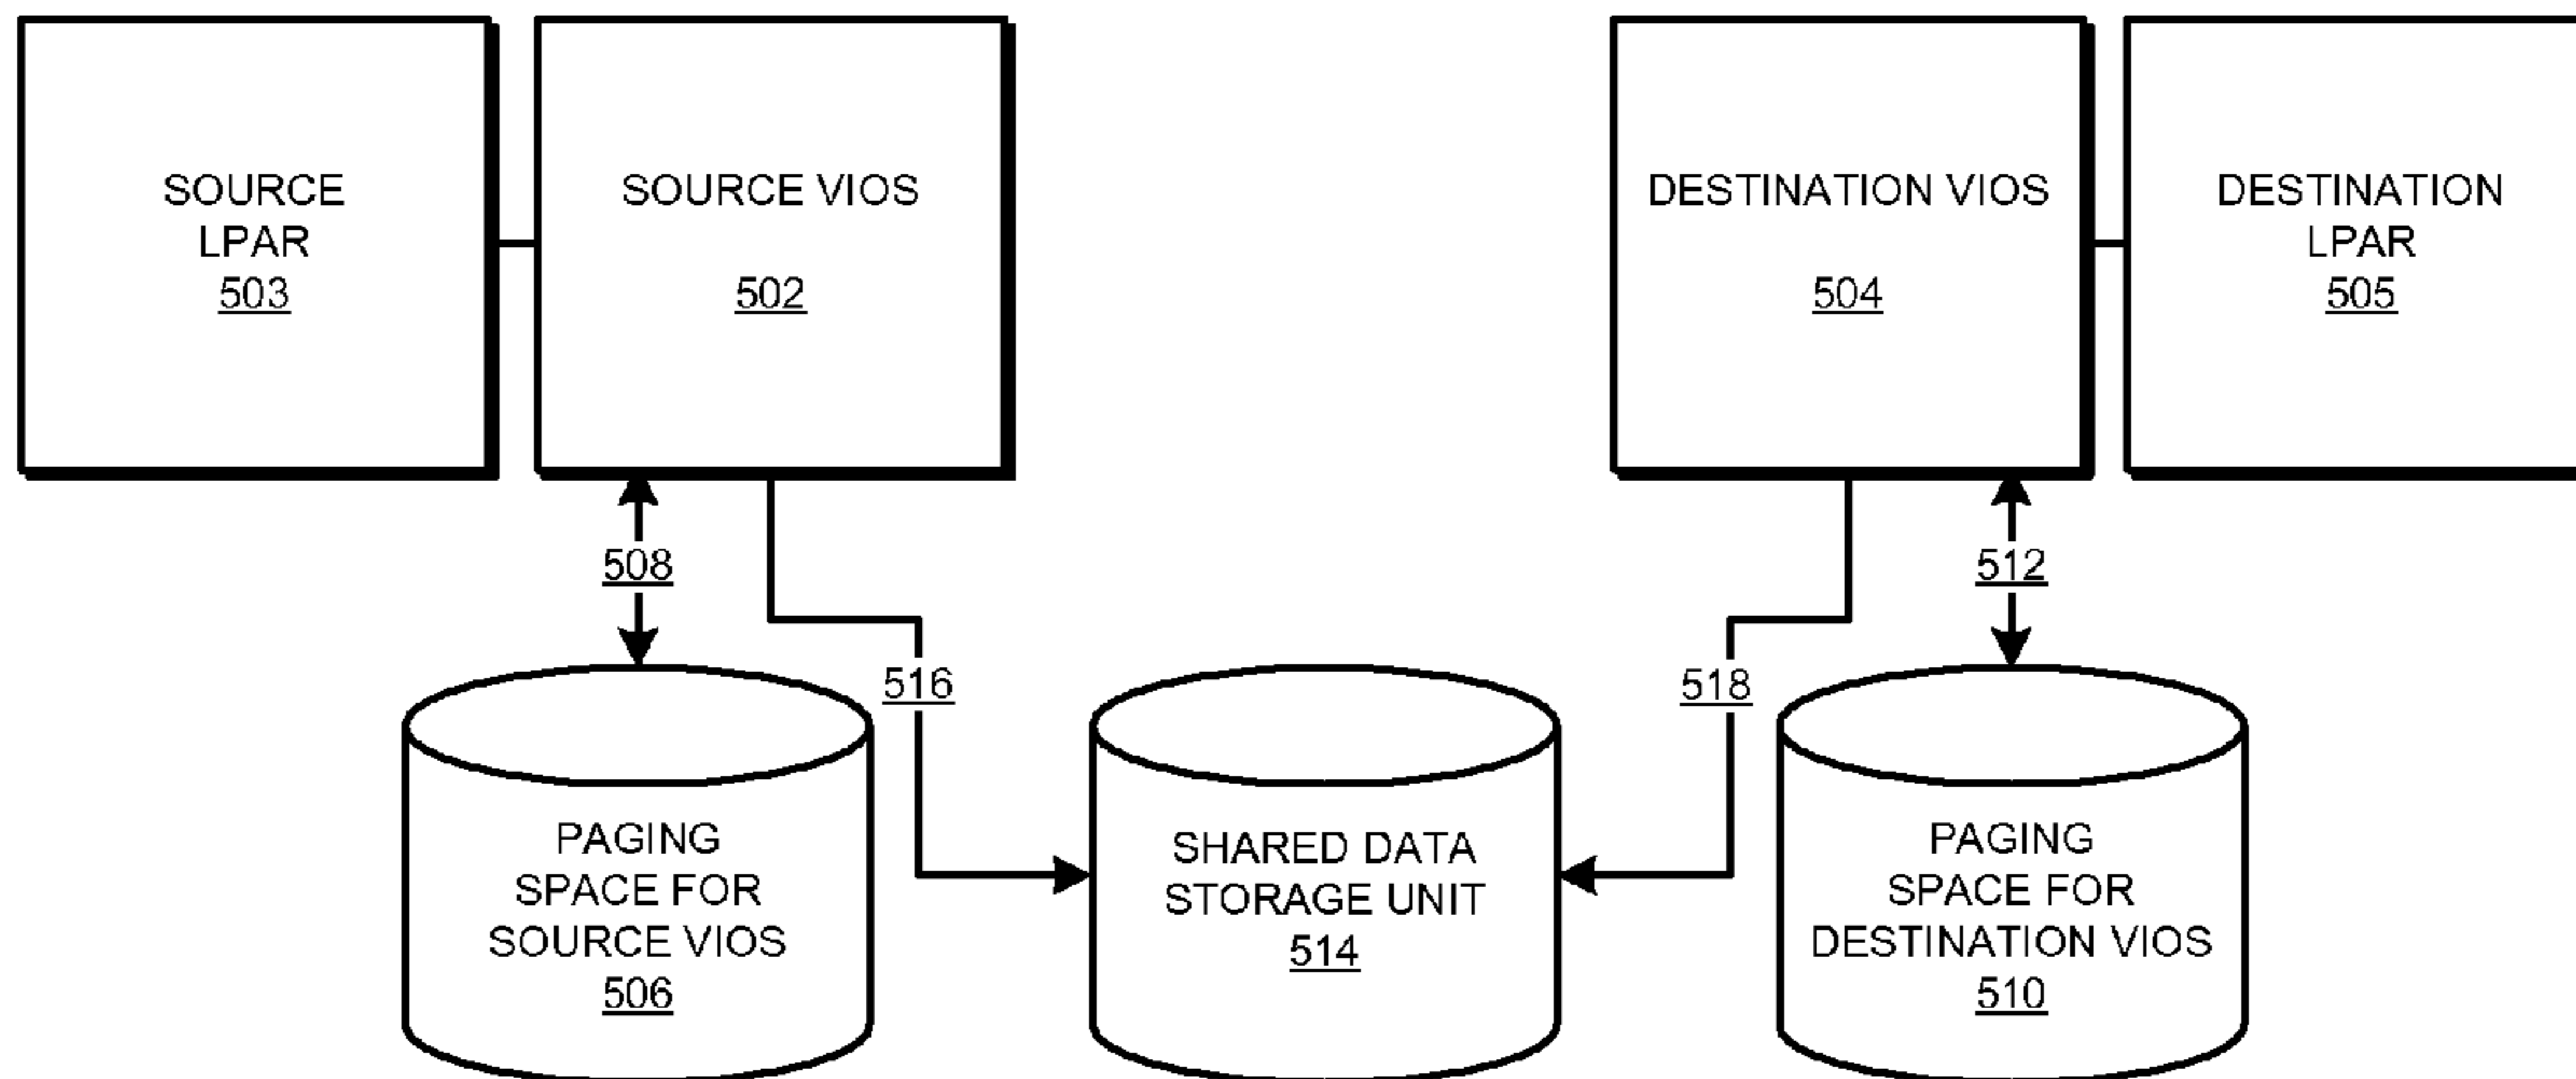 SOURCE
LPAR
503
SOURCE VIOS
502
DESTINATION VIOS
504
DESTINATION
LPAR
505
508
512
516
518
PAGING
SPACE FOR
SOURCE VIOS
506
SHARED DATA
STORAGE UNIT
514
PAGING
SPACE FOR
DESTINATION VIOS
510